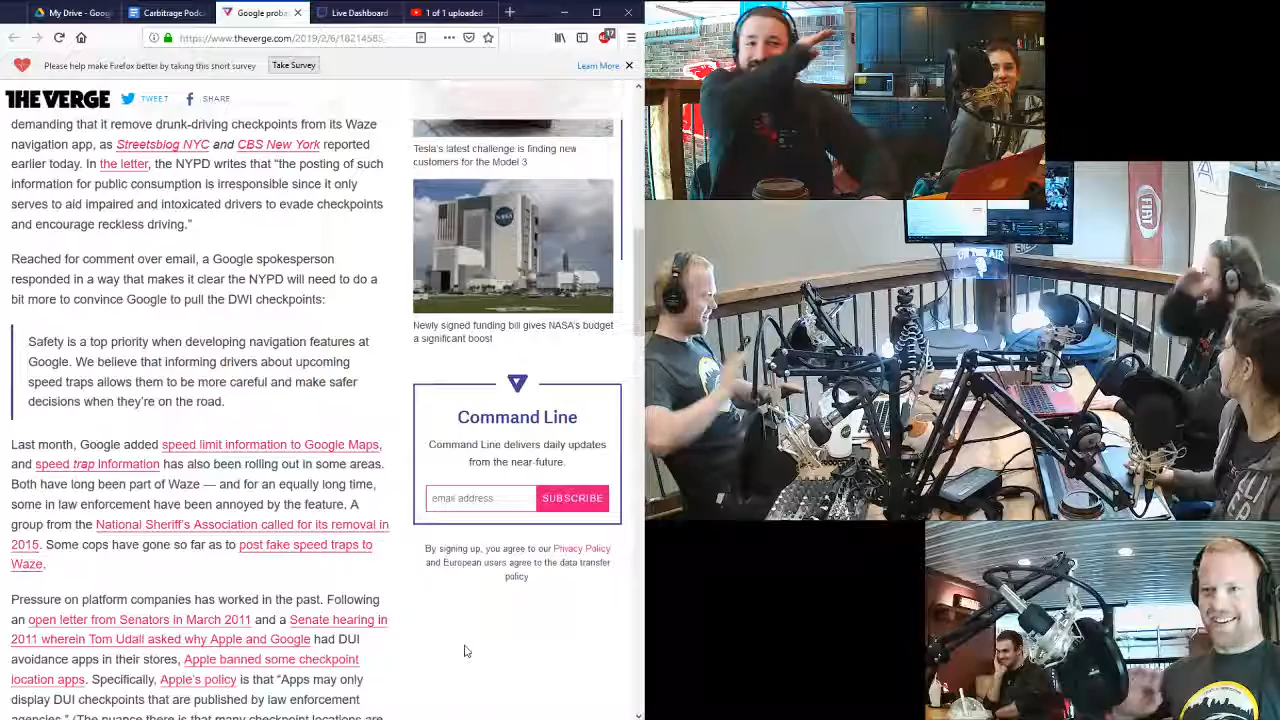 My Drive - Goog
Carbitrage Podc
Google probab
Live Dashboard
1 of 1 uploaded
https://www.theverge.com/2019/2/6/18214585
17
Please help make Firefox better by taking this short survey
Take Survey
Learn More
THE VERGE
TWEET
SHARE
demanding that it remove drunk-driving checkpoints from its Waze
navigation app, as Streetsblog NYC and CBS New York reported
earlier today. In the letter, the NYPD writes that “the posting of such
information for public consumption is irresponsible since it only
serves to aid impaired and intoxicated drivers to evade checkpoints
and encourage reckless driving.”
Reached for comment over email, a Google spokesperson
responded in a way that makes it clear the NYPD will need to do a
bit more to convince Google to pull the DWI checkpoints:
Safety is a top priority when developing navigation features at
Google. We believe that informing drivers about upcoming
speed traps allows them to be more careful and make safer
decisions when they’re on the road.
Last month, Google added speed limit information to Google Maps,
and speed trap information has also been rolling out in some areas.
Both have long been part of Waze — and for an equally long time,
some in law enforcement have been annoyed by the feature. A
group from the National Sheriff’s Association called for its removal in
2015. Some cops have gone so far as to post fake speed traps to
Waze.
Pressure on platform companies has worked in the past. Following
an open letter from Senators in March 2011 and a Senate hearing in
2011 wherein Tom Udall asked why Apple and Google had DUI
avoidance apps in their stores, Apple banned some checkpoint
location apps. Specifically, Apple’s policy is that “Apps may only
display DUI checkpoints that are published by law enforcement
agencies.” (The nuance there is that many checkpoint locations are
Tesla’s latest challenge is finding new
customers for the Model 3
NASA
Newly signed funding bill gives NASA’s budget
a significant boost
Command Line
Command Line delivers daily updates
from the near-future.
email address
SUBSCRIBE
By signing up, you agree to our Privacy Policy
and European users agree to the data transfer
policy
ON AIR